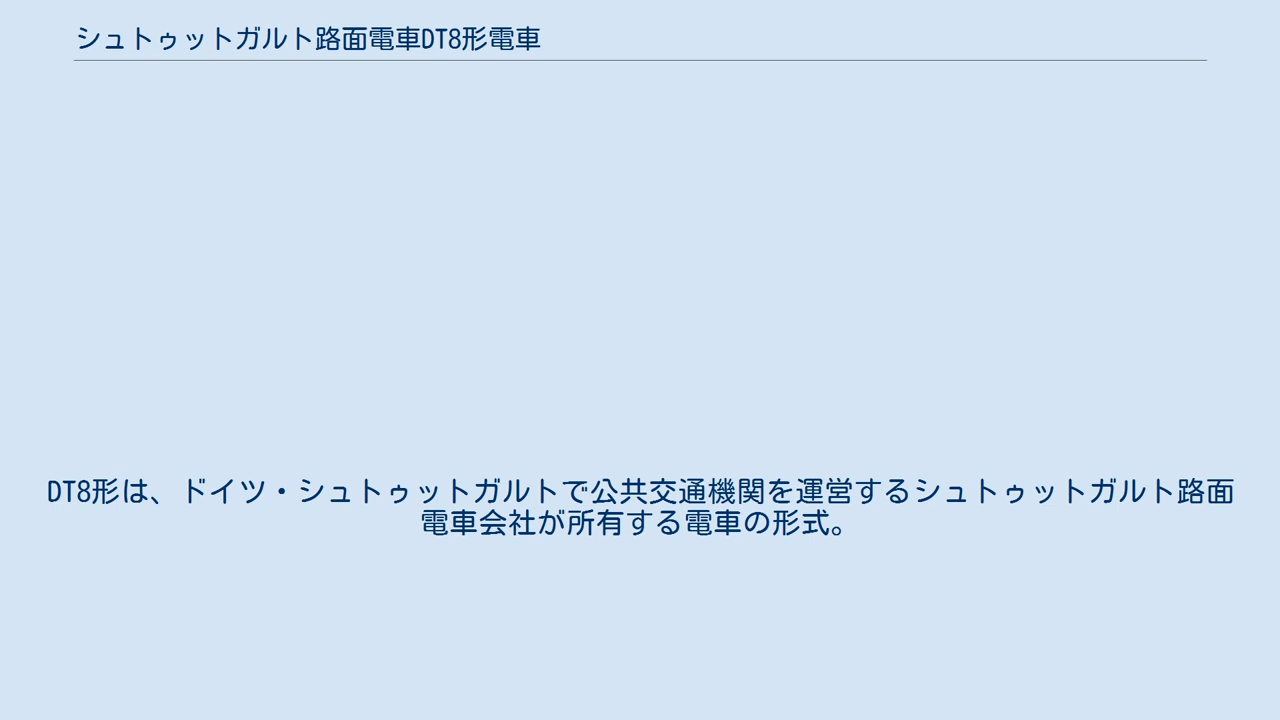 シュトゥットガルト路面電車DT8形電車
DT8形は、ドイツ・シュトゥットガルトで公共交通機関を運営するシュトゥットガルト路面
電車会社が所有する電車の形式。